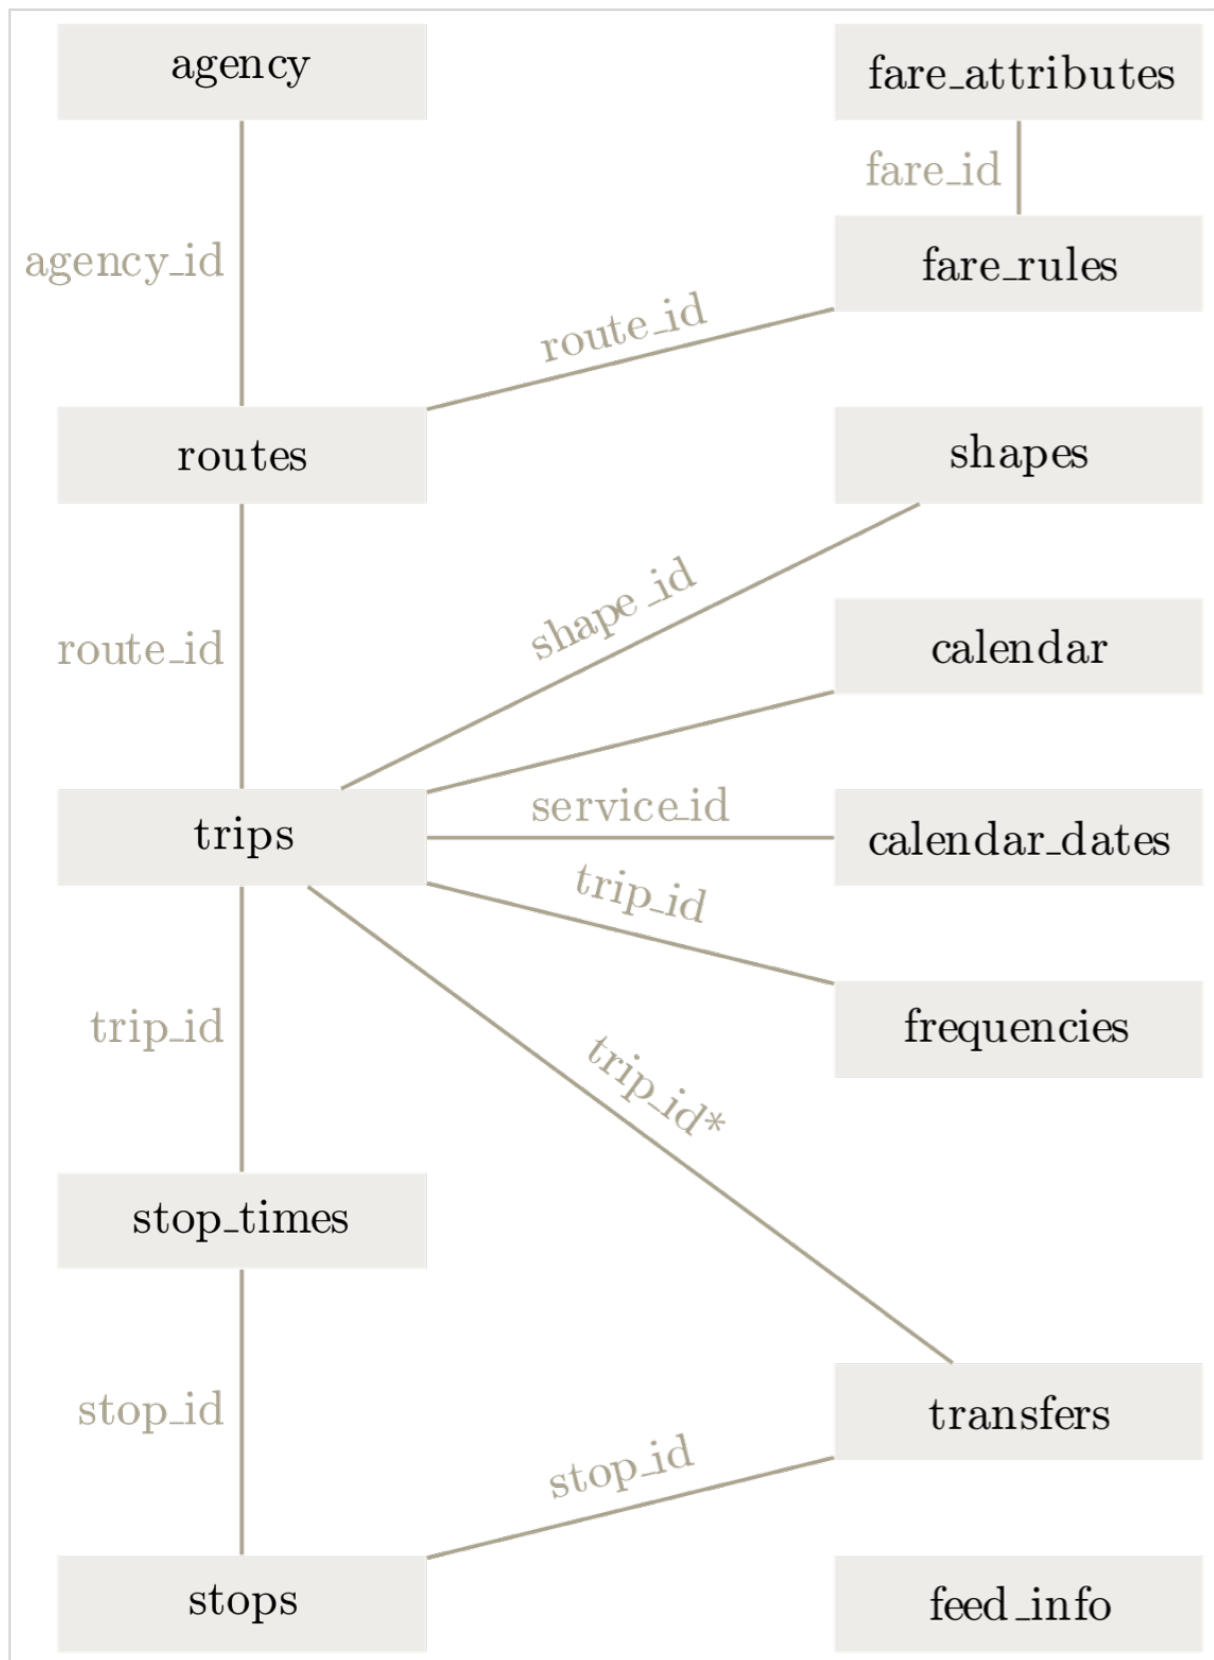 agency
fare_attributes
fare_id
agency_id
fare_rules
route_id
routes
shapes
shape_id
route_id
calendar
service_id
trips
calendar_dates
trip_id
trip_id
frequencies
trip_id*
stop_times
stop_id
transfers
stop_id
stops
feed_info